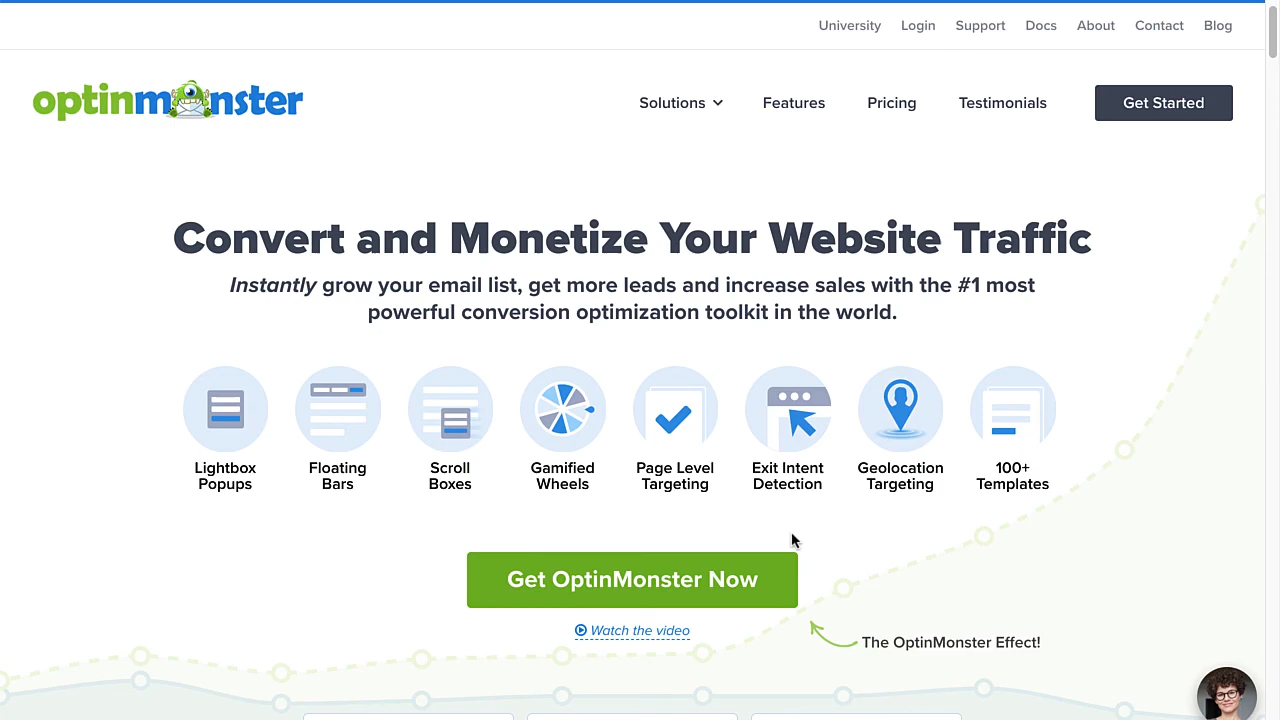 University Login Support Docs About Contact Blog
optinmonster
Solutions Features Pricing Testimonials Get Started
Convert and Monetize Your Website Traffic
Instantly grow your email list, get more leads and increase sales with the #1 most
powerful conversion optimization toolkit in the world.
Lightbox
Popups
Floating
Bars
Scroll
Boxes
Gamified
Wheels
Page Level
Targeting
Exit Intent
Detection
Geolocation
Targeting
100+
Templates
Get OptinMonster Now
Watch the video
The OptinMonster Effect!